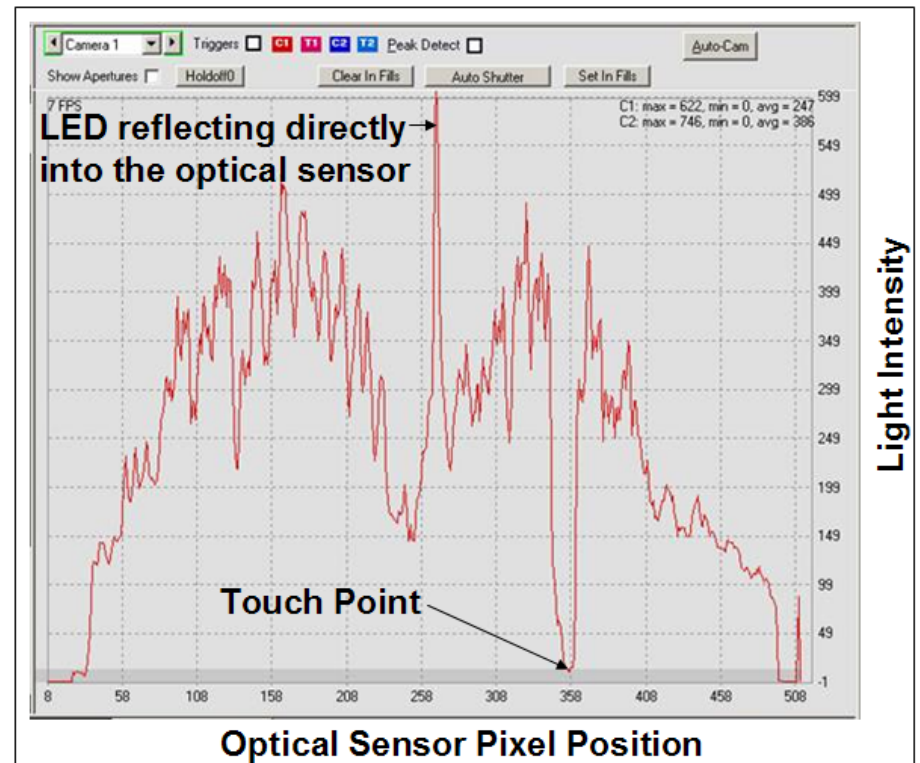 Camera 1 Triggers C1 T1 C2 T2 Peak Detect Auto-Cam
Show Apertures Holdoff0 Clear In Fills Auto Shutter Set In Fills
7 FPS
C1: max = 622, min = 0, avg = 247
C2: max = 746, min = 0, avg = 386
LED reflecting directly
into the optical sensor
599
549
499
449
399
349
299
249
199
149
99
49
-1
Light Intensity
Touch Point
8 58 108 158 208 258 308 358 408 458 508
Optical Sensor Pixel Position